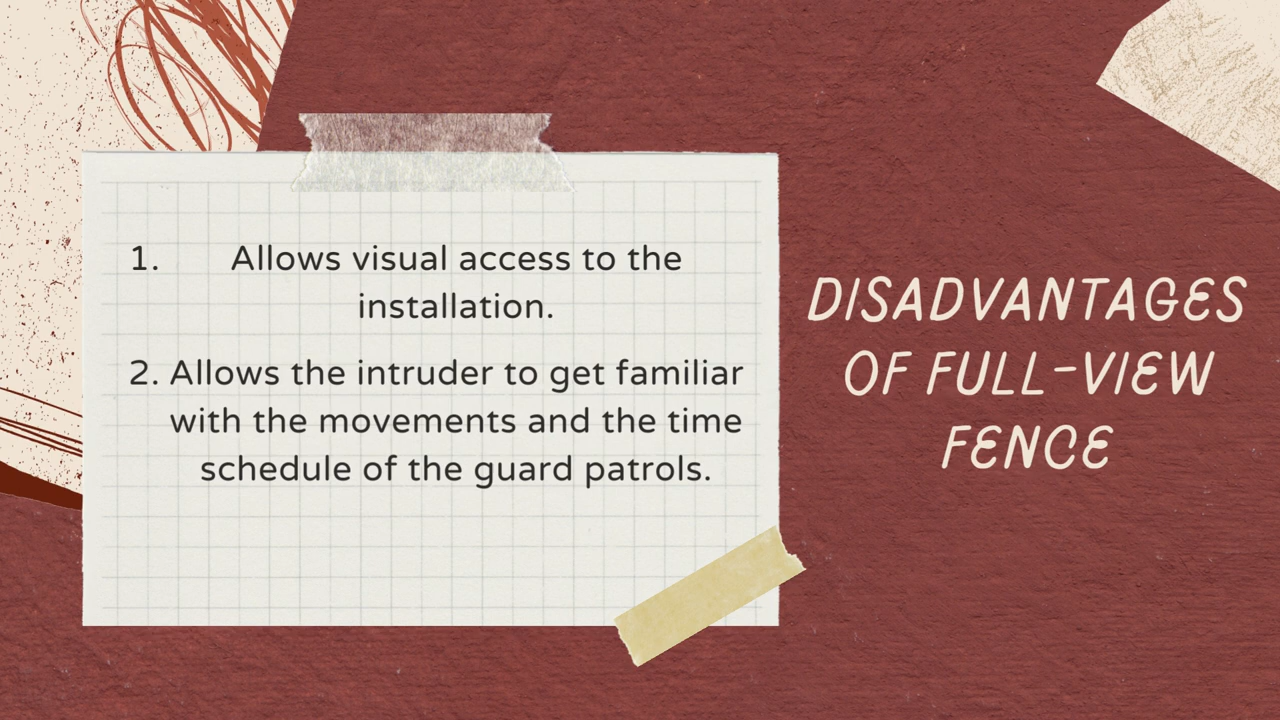 1. Allows visual access to the
installation.
2. Allows the intruder to get familiar
with the movements and the time
schedule of the guard patrols.
DISADVANTAGES
OF FULL-VIEW
FENCE